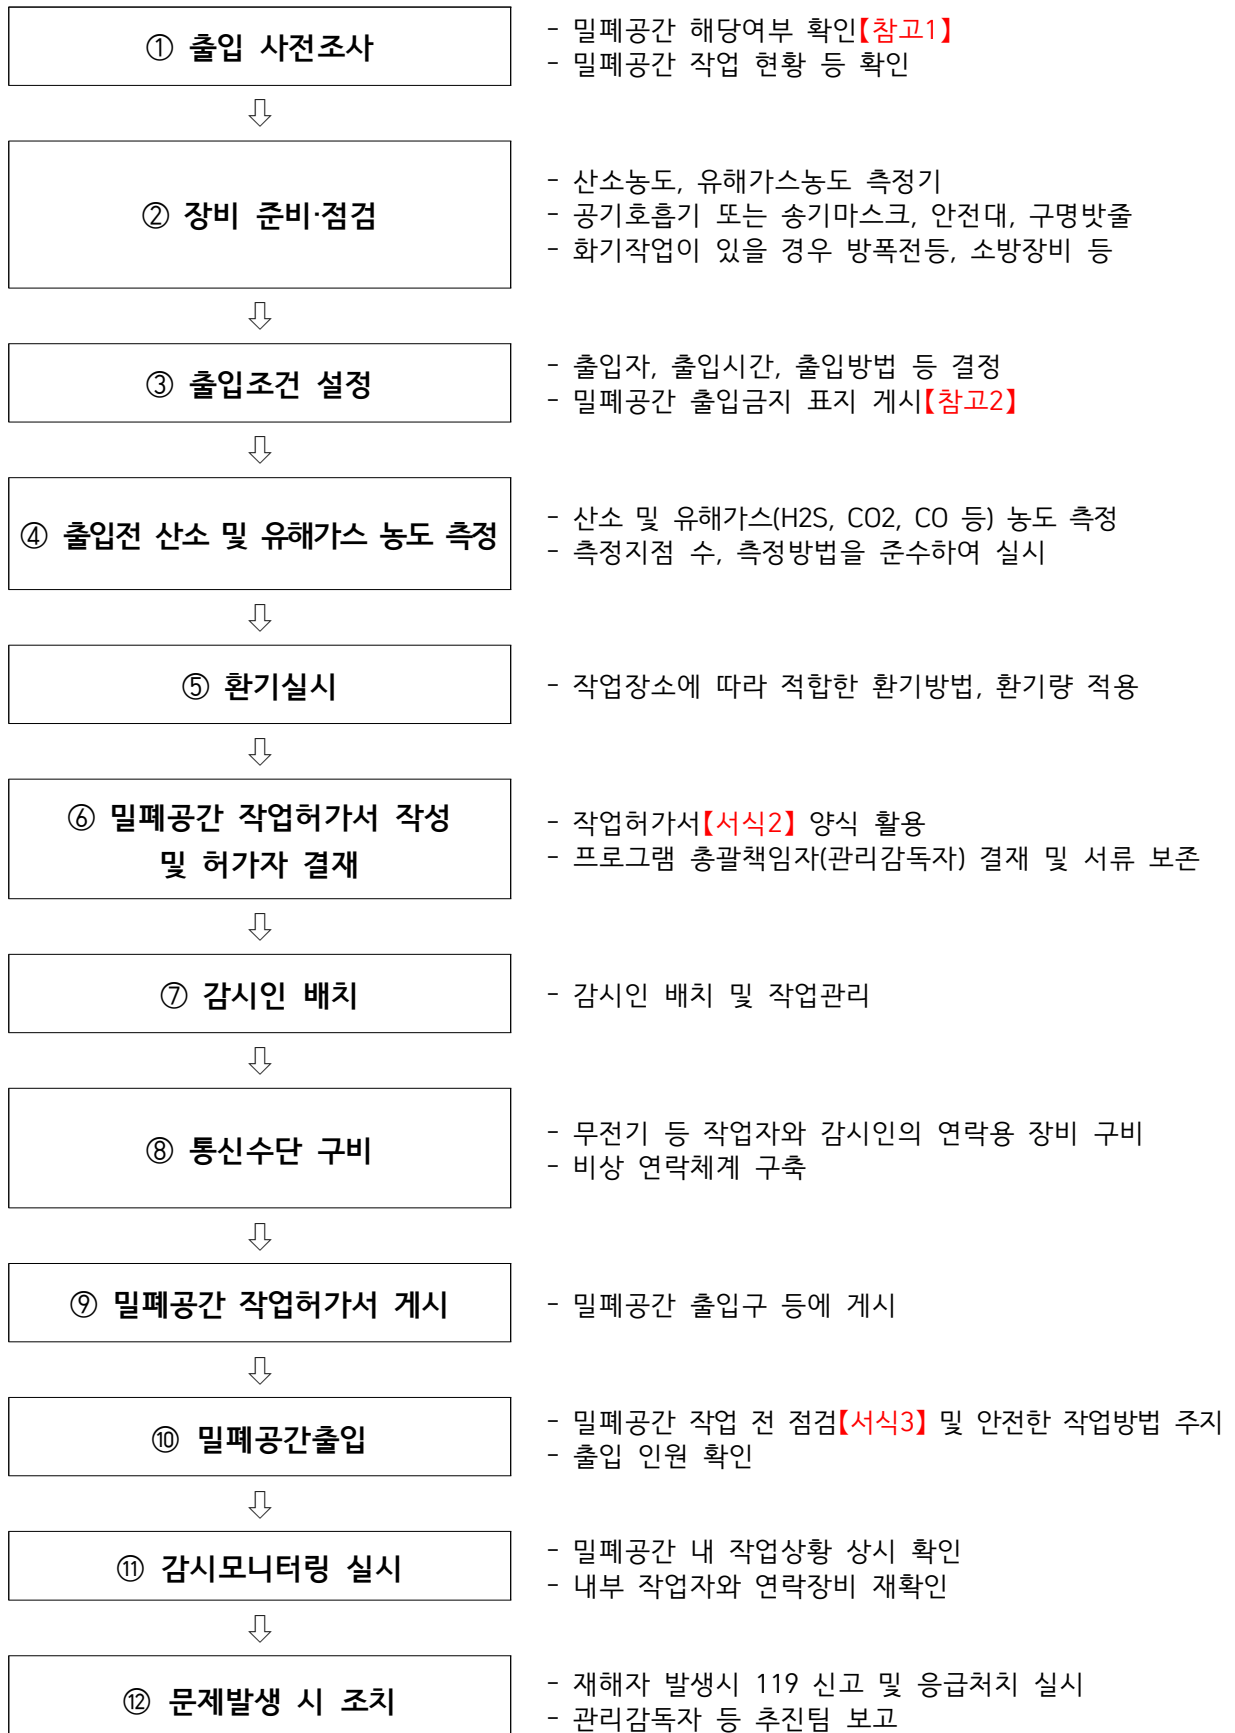 ① 출입 사전조사
- 밀폐공간 해당여부 확인【참고1】
- 밀폐공간 작업 현황 등 확인
⇩
② 장비 준비·점검
- 산소농도, 유해가스농도 측정기
- 공기호흡기 또는 송기마스크, 안전대, 구명밧줄
- 화기작업이 있을 경우 방폭전등, 소방장비 등
⇩
③ 출입조건 설정
- 출입자, 출입시간, 출입방법 등 결정
- 밀폐공간 출입금지 표지 게시【참고2】
⇩
④ 출입전 산소 및 유해가스 농도 측정
- 산소 및 유해가스(H2S, CO2, CO 등) 농도 측정
- 측정지점 수, 측정방법을 준수하여 실시
⇩
⑤ 환기실시
- 작업장소에 따라 적합한 환기방법, 환기량 적용
⇩
⑥ 밀폐공간 작업허가서 작성
및 허가자 결재
- 작업허가서【서식2】 양식 활용
- 프로그램 총괄책임자(관리감독자) 결재 및 서류 보존
⇩
⑦ 감시인 배치
- 감시인 배치 및 작업관리
⇩
⑧ 통신수단 구비
- 무전기 등 작업자와 감시인의 연락용 장비 구비
- 비상 연락체계 구축
⇩
⑨ 밀폐공간 작업허가서 게시
- 밀폐공간 출입구 등에 게시
⇩
⑩ 밀폐공간출입
- 밀폐공간 작업 전 점검【서식3】 및 안전한 작업방법 주지
- 출입 인원 확인
⇩
⑪ 감시모니터링 실시
- 밀폐공간 내 작업상황 상시 확인
- 내부 작업자와 연락장비 재확인
⇩
⑫ 문제발생 시 조치
- 재해자 발생시 119 신고 및 응급처치 실시
- 관리감독자 등 추진팀 보고